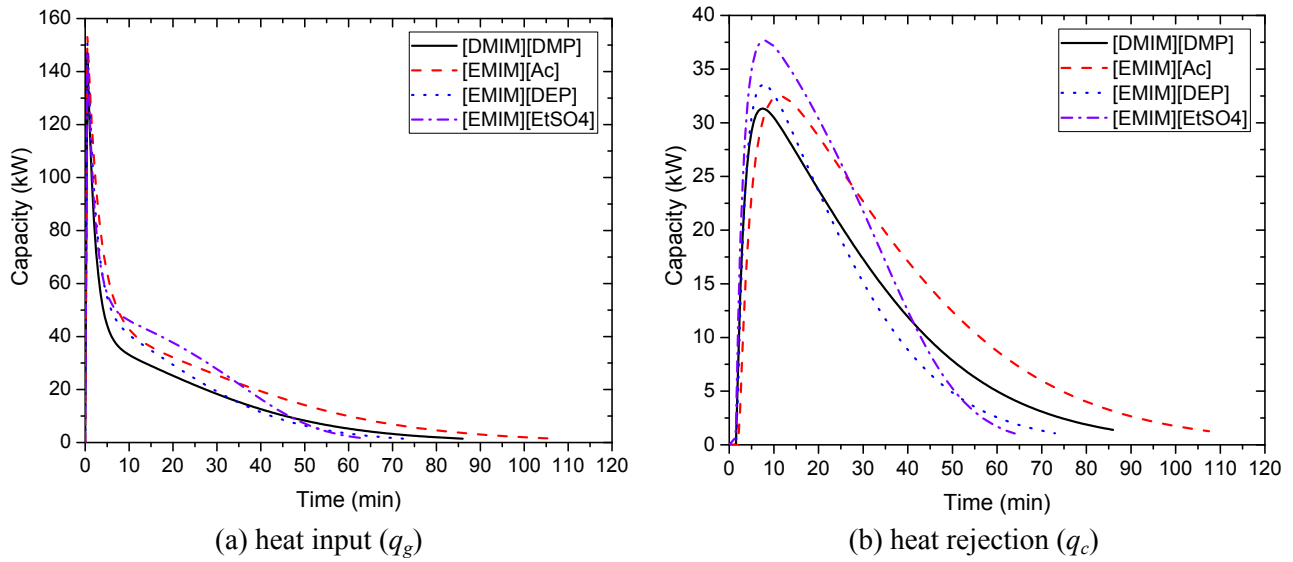 160
140
120
100
80
60
40
20
0
Capacity (kW)
0 10 20 30 40 50 60 70 80 90 100 110 120
Time (min)
[DMIM][DMP]
[EMIM][Ac]
[EMIM][DEP]
[EMIM][EtSO4]
(a) heat input (q_g)
40
35
30
25
20
15
10
5
0
Capacity (kW)
0 10 20 30 40 50 60 70 80 90 100 110 120
Time (min)
[DMIM][DMP]
[EMIM][Ac]
[EMIM][DEP]
[EMIM][EtSO4]
(b) heat rejection (q_c)